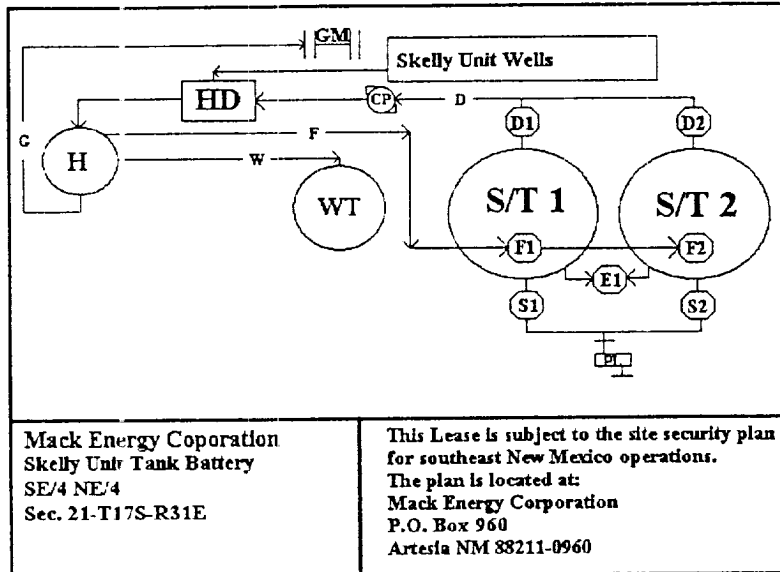 GM
Skelly Unit Wells
HD
CP
D
G
F
D1
D2
H
W
WT
S/T 1
S/T 2
F1
F2
E1
S1
S2
Mack Energy Coporation
Skelly Unit Tank Battery
SE/4 NE/4
Sec. 21-T17S-R31E
This Lease is subject to the site security plan
for southeast New Mexico operations.
The plan is located at:
Mack Energy Corporation
P.O. Box 960
Artesia NM 88211-0960